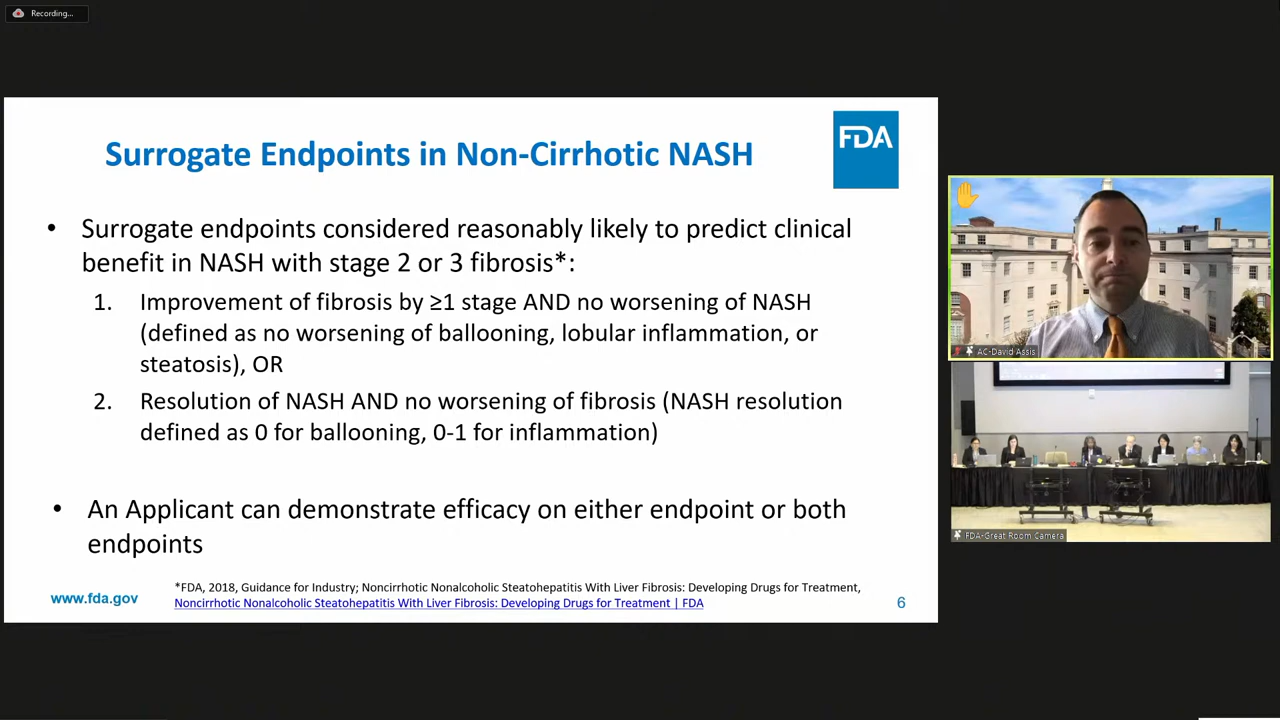 Recording...
Surrogate Endpoints in Non-Cirrhotic NASH
FDA
• Surrogate endpoints considered reasonably likely to predict clinical
benefit in NASH with stage 2 or 3 fibrosis*:
1. Improvement of fibrosis by ≥1 stage AND no worsening of NASH
(defined as no worsening of ballooning, lobular inflammation, or
steatosis), OR
2. Resolution of NASH AND no worsening of fibrosis (NASH resolution
defined as 0 for ballooning, 0-1 for inflammation)
• An Applicant can demonstrate efficacy on either endpoint or both
endpoints
*FDA, 2018, Guidance for Industry; Noncirrhotic Nonalcoholic Steatohepatitis With Liver Fibrosis: Developing Drugs for Treatment,
Noncirrhotic Nonalcoholic Steatohepatitis With Liver Fibrosis: Developing Drugs for Treatment | FDA
www.fda.gov
6
AC-David Assis
FDA-Great Room Camera